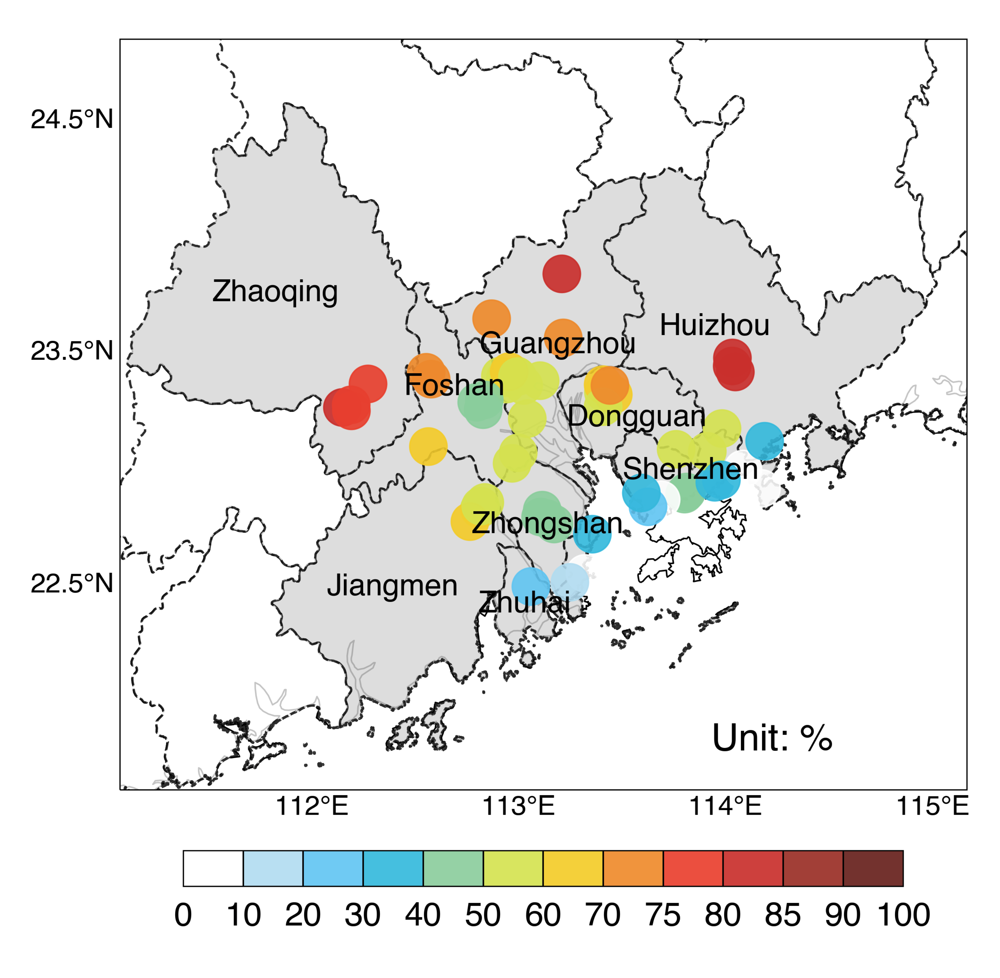 24.5°N
Zhaoqing
Huizhou
Guangzhou
23.5°N
Foshan
Dongguan
Shenzhen
Zhongshan
22.5°N
Jiangmen
Zhuhai
Unit: %
112°E 113°E 114°E 115°E
0 10 20 30 40 50 60 70 75 80 85 90 100